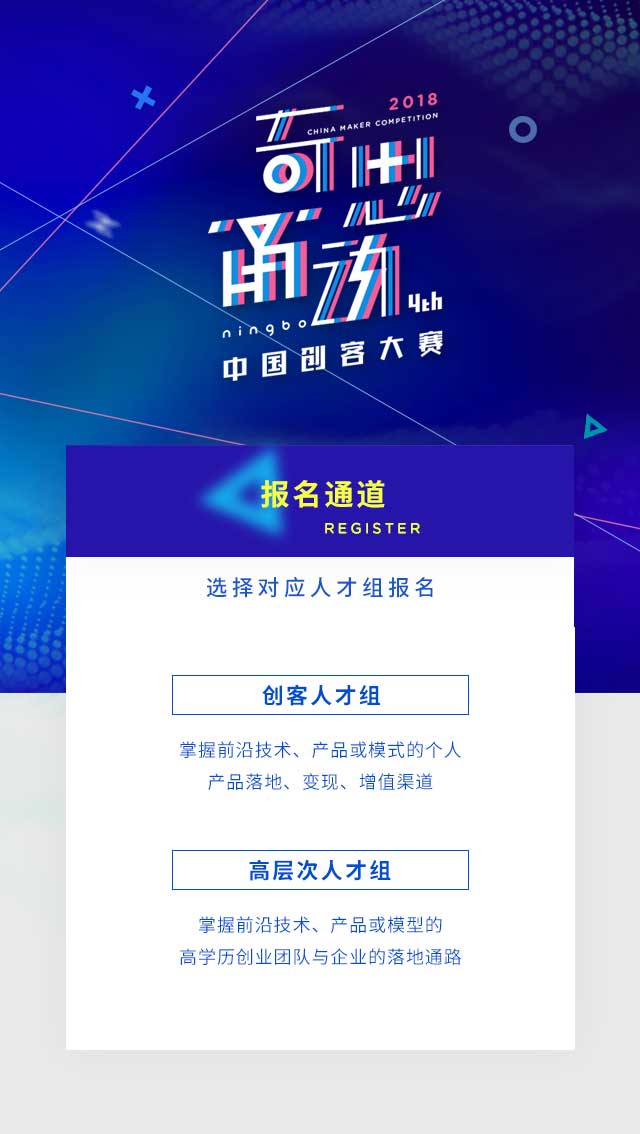 2018
CHINA MAKER COMPETITION
奇思
甬动
4th
ningbo
中国创客大赛
报名通道
REGISTER
选择对应人才组报名
创客人才组
掌握前沿技术、产品或模式的个人
产品落地、变现、增值渠道
高层次人才组
掌握前沿技术、产品或模型的
高学历创业团队与企业的落地通路